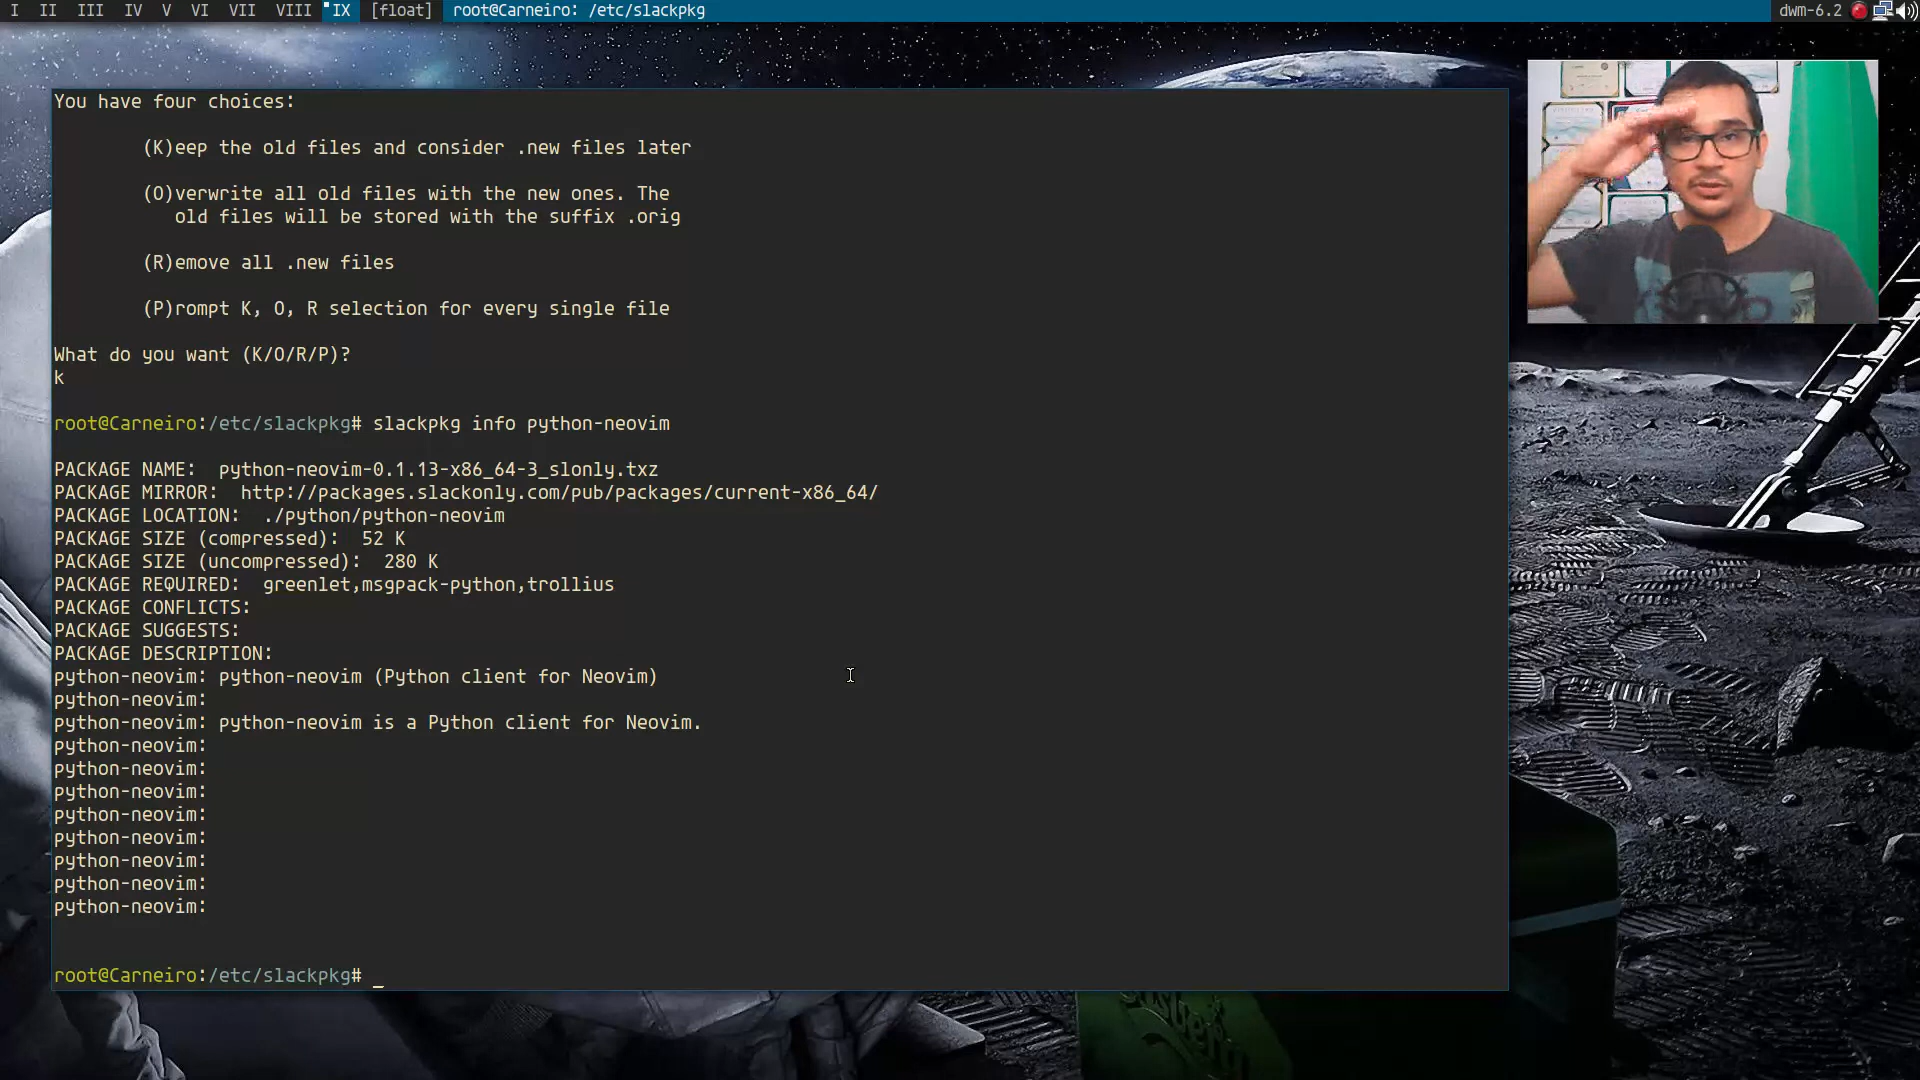 I II III IV V VI VII VIII IX [float] root@Carneiro: /etc/slackpkg dwm-6.2
You have four choices:
(K)eep the old files and consider .new files later
(O)verwrite all old files with the new ones. The
old files will be stored with the suffix .orig
(R)emove all .new files
(P)rompt K, O, R selection for every single file
What do you want (K/O/R/P)?
k
root@Carneiro:/etc/slackpkg# slackpkg info python-neovim
PACKAGE NAME:  python-neovim-0.1.13-x86_64-3_slonly.txz
PACKAGE MIRROR:  http://packages.slackonly.com/pub/packages/current-x86_64/
PACKAGE LOCATION:  ./python/python-neovim
PACKAGE SIZE (compressed):  52 K
PACKAGE SIZE (uncompressed):  280 K
PACKAGE REQUIRED:  greenlet,msgpack-python,trollius
PACKAGE CONFLICTS:
PACKAGE SUGGESTS:
PACKAGE DESCRIPTION:
python-neovim: python-neovim (Python client for Neovim)
python-neovim:
python-neovim: python-neovim is a Python client for Neovim.
python-neovim:
python-neovim:
python-neovim:
python-neovim:
python-neovim:
python-neovim:
python-neovim:
python-neovim:
root@Carneiro:/etc/slackpkg# _